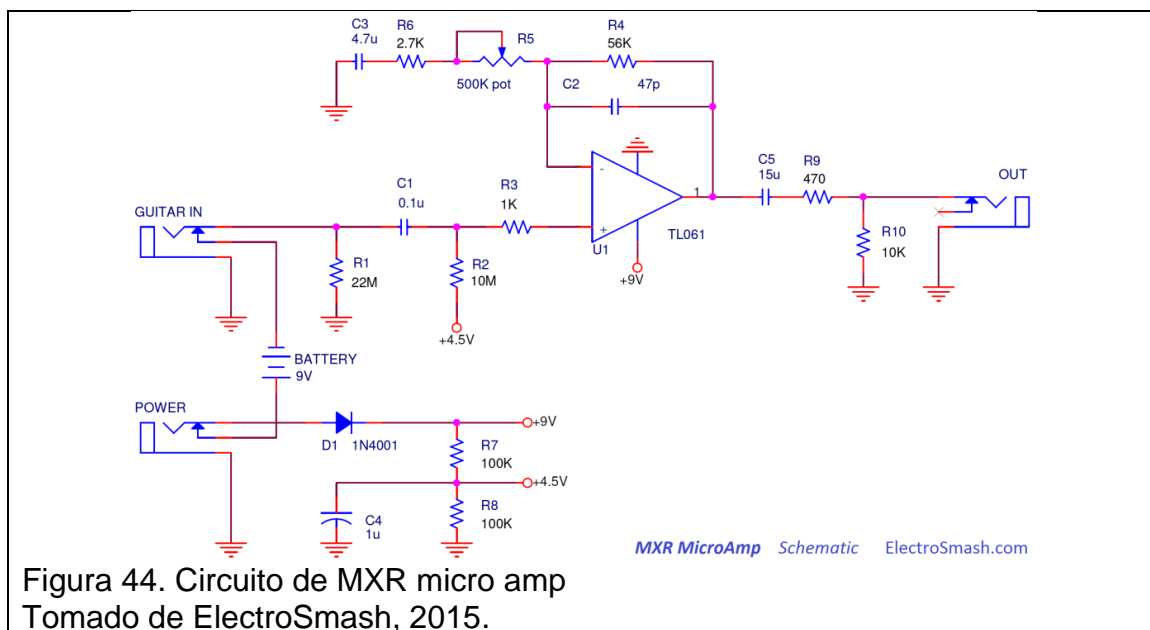 C3
4.7u
R6
2.7K
R5
500K pot
R4
56K
C2
47p
C1
0.1u
R3
1K
-
+
U1
1
TL061
+9V
C5
15u
R9
470
OUT
R10
10K
GUITAR IN
R1
22M
R2
10M
+4.5V
BATTERY
9V
POWER
D1 1N4001
+9V
R7
100K
+4.5V
R8
100K
C4
1u
MXR MicroAmp Schematic ElectroSmash.com
Figura 44. Circuito de MXR micro amp
Tomado de ElectroSmash, 2015.